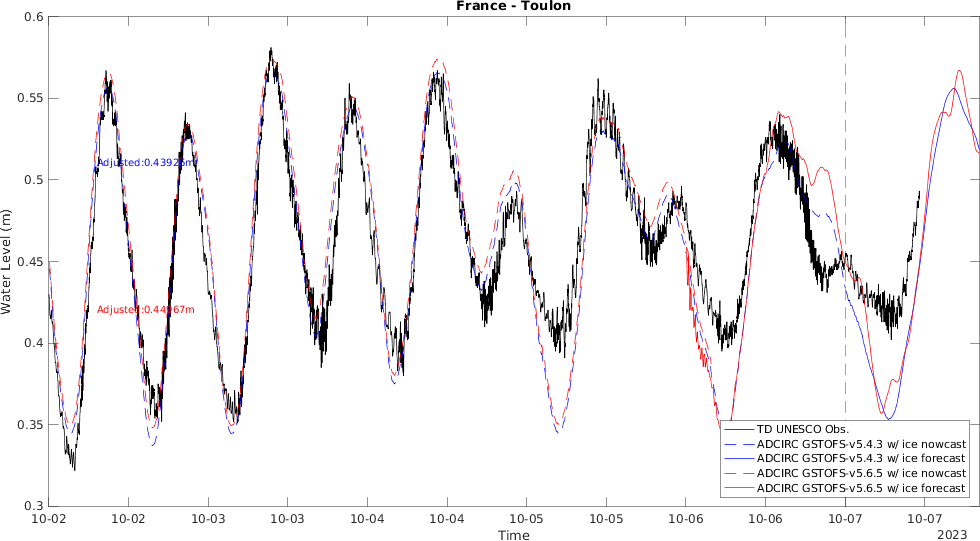 France - Toulon
0.6
0.55
0.5
0.45
0.4
0.35
0.3
Water Level (m)
Adjusted:0.43926m
Adjusted:0.44967m
TD UNESCO Obs.
ADCIRC GSTOFS-v5.4.3 w/ ice nowcast
ADCIRC GSTOFS-v5.4.3 w/ ice forecast
ADCIRC GSTOFS-v5.6.5 w/ ice nowcast
ADCIRC GSTOFS-v5.6.5 w/ ice forecast
10-02 10-02 10-03 10-03 10-04 10-04 10-05 10-05 10-06 10-06 10-07 10-07
Time
2023